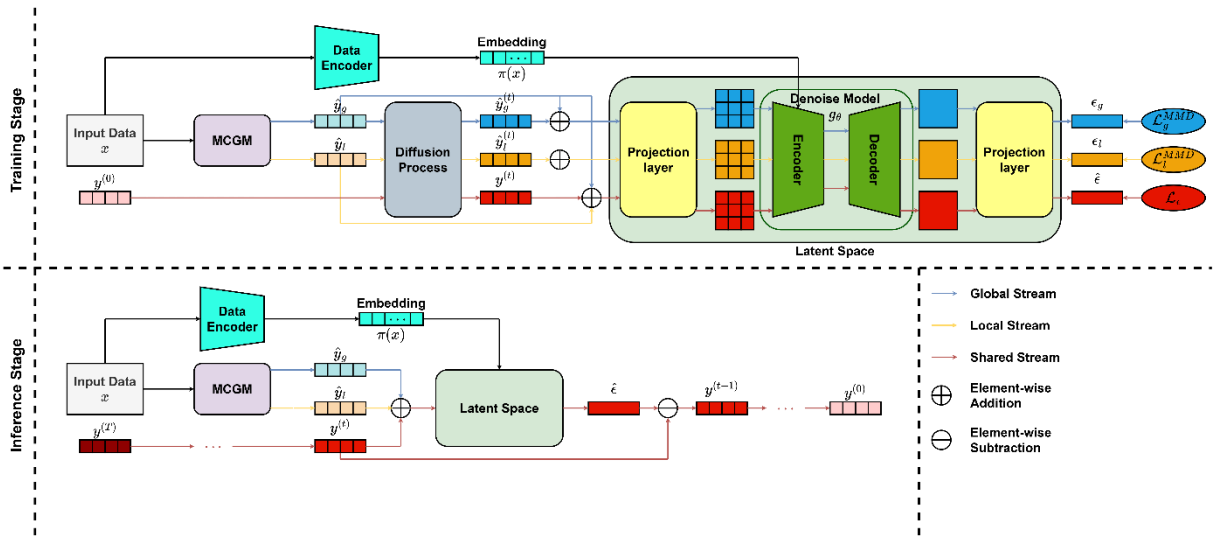 Training Stage
Data
Encoder
Embedding
π(x)
Input Data
x
MCGM
ŷ_g
ŷ_l
y^{(0)}
Diffusion
Process
ŷ_g^{(t)}
ŷ_l^{(t)}
y^{(t)}
Projection
layer
Denoise Model
g_θ
Encoder
Decoder
Projection
layer
Latent Space
ϵ_g
ϵ_l
ϵ̂
ℒ_g^{MMD}
ℒ_l^{MMD}
ℒ_ϵ
Inference Stage
Data
Encoder
Embedding
π(x)
Input Data
x
MCGM
ŷ_g
ŷ_l
y^{(T)}
...
y^{(t)}
Latent Space
ϵ̂
y^{(t-1)}
...
y^{(0)}
Global Stream
Local Stream
Shared Stream
Element-wise
Addition
Element-wise
Subtraction